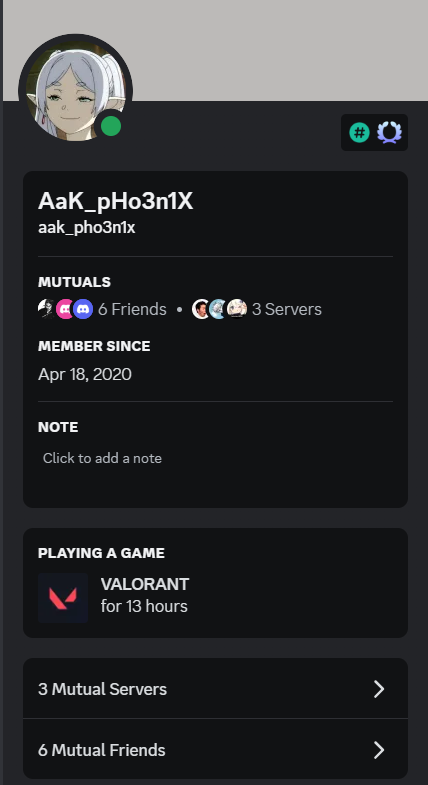 AaK_pHo3n1X
aak_pho3n1x
MUTUALS
6 Friends • 3 Servers
MEMBER SINCE
Apr 18, 2020
NOTE
Click to add a note
PLAYING A GAME
VALORANT
for 13 hours
3 Mutual Servers
6 Mutual Friends